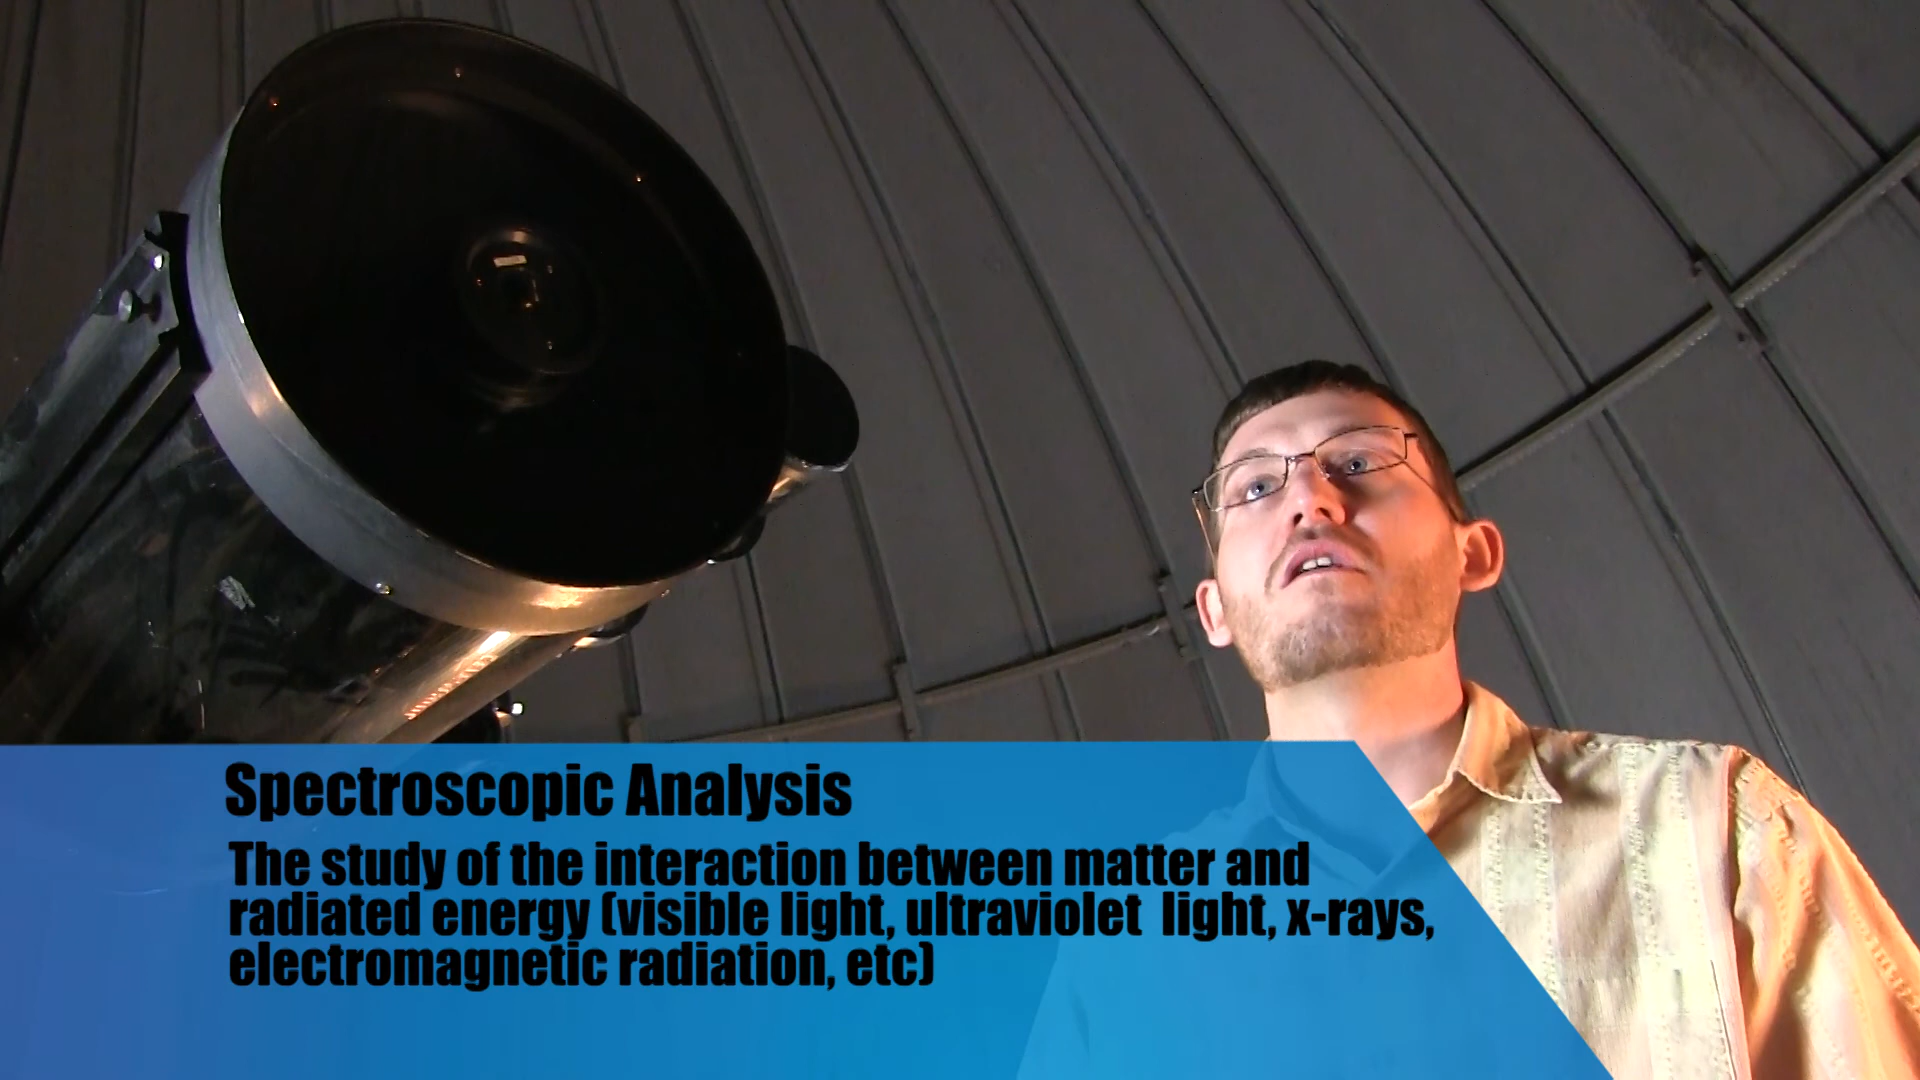 Spectroscopic Analysis
The study of the interaction between matter and
radiated energy (visible light, ultraviolet light, x-rays,
electromagnetic radiation, etc)